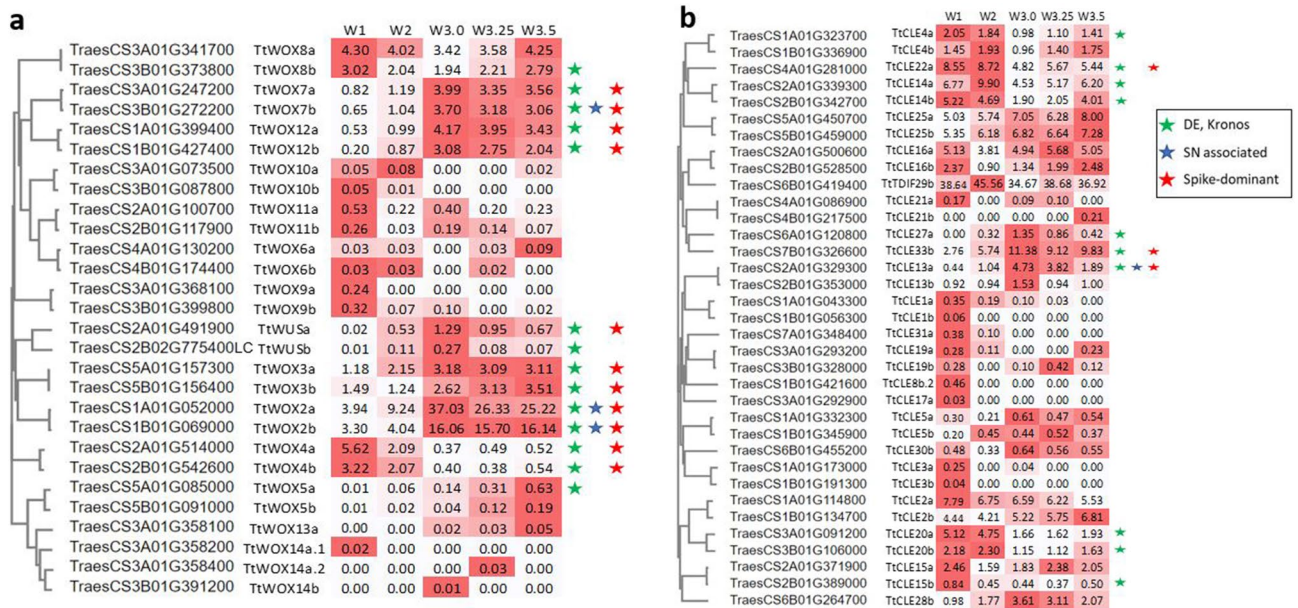 a
W1 W2 W3.0 W3.25 W3.5
TraesCS3A01G341700 TtWOX8a 4.30 4.02 3.42 3.58 4.25
TraesCS3B01G373800 TtWOX8b 3.02 2.04 1.94 2.21 2.79
TraesCS3A01G247200 TtWOX7a 0.82 1.19 3.99 3.35 3.56
TraesCS3B01G272200 TtWOX7b 0.65 1.04 3.70 3.18 3.06
TraesCS1A01G399400 TtWOX12a 0.53 0.99 4.17 3.95 3.43
TraesCS1B01G427400 TtWOX12b 0.20 0.87 3.08 2.75 2.04
TraesCS3A01G073500 TtWOX10a 0.05 0.08 0.00 0.00 0.02
TraesCS3B01G087800 TtWOX10b 0.05 0.01 0.00 0.00 0.00
TraesCS2A01G100700 TtWOX11a 0.53 0.22 0.40 0.20 0.23
TraesCS2B01G117900 TtWOX11b 0.26 0.03 0.19 0.14 0.07
TraesCS4A01G130200 TtWOX6a 0.03 0.03 0.00 0.03 0.09
TraesCS4B01G174400 TtWOX6b 0.03 0.03 0.00 0.02 0.00
TraesCS3A01G368100 TtWOX9a 0.24 0.00 0.00 0.00 0.00
TraesCS3B01G399800 TtWOX9b 0.32 0.07 0.10 0.00 0.02
TraesCS2A01G491900 TtWUSa 0.02 0.53 1.29 0.95 0.67
TraesCS2B02G775400LC TtWUSb 0.01 0.11 0.27 0.08 0.07
TraesCS5A01G157300 TtWOX3a 1.18 2.15 3.18 3.09 3.11
TraesCS5B01G156400 TtWOX3b 1.49 1.24 2.62 3.13 3.51
TraesCS1A01G052000 TtWOX2a 3.94 9.24 37.03 26.33 25.22
TraesCS1B01G069000 TtWOX2b 3.30 4.04 16.06 15.70 16.14
TraesCS2A01G514000 TtWOX4a 5.62 2.09 0.37 0.49 0.52
TraesCS2B01G542600 TtWOX4b 3.22 2.07 0.40 0.38 0.54
TraesCS5A01G085000 TtWOX5a 0.01 0.06 0.14 0.31 0.63
TraesCS5B01G091000 TtWOX5b 0.01 0.02 0.04 0.12 0.19
TraesCS3A01G358100 TtWOX13a 0.00 0.00 0.02 0.03 0.05
TraesCS3A01G358200 TtWOX14a.1 0.02 0.00 0.00 0.00 0.00
TraesCS3A01G358400 TtWOX14a.2 0.00 0.00 0.00 0.03 0.00
TraesCS3B01G391200 TtWOX14b 0.00 0.00 0.01 0.00 0.00
b
W1 W2 W3.0 W3.25 W3.5
TraesCS1A01G323700 TtCLE4a 2.05 1.84 0.98 1.10 1.41
TraesCS1B01G336900 TtCLE4b 1.45 1.93 0.96 1.40 1.75
TraesCS4A01G281000 TtCLE22a 8.55 8.72 4.82 5.67 5.44
TraesCS2A01G339300 TtCLE14a 6.77 9.90 4.53 5.17 6.20
TraesCS2B01G342700 TtCLE14b 5.22 4.69 1.90 2.05 4.01
TraesCS5A01G450700 TtCLE25a 5.03 5.74 7.05 6.28 8.00
TraesCS5B01G459000 TtCLE25b 5.35 6.18 6.82 6.64 7.28
TraesCS2A01G500600 TtCLE16a 5.13 3.81 4.94 5.68 5.05
TraesCS2B01G528500 TtCLE16b 2.37 0.90 1.34 1.99 2.48
TraesCS6B01G419400 TtTDIF29b 38.64 45.56 34.67 38.68 36.92
TraesCS4A01G086900 TtCLE21a 0.17 0.00 0.09 0.10 0.00
TraesCS4B01G217500 TtCLE21b 0.00 0.00 0.00 0.00 0.21
TraesCS6A01G120800 TtCLE27a 0.00 0.32 1.35 0.86 0.42
TraesCS7B01G326600 TtCLE33b 2.76 5.74 11.38 9.12 9.83
TraesCS2A01G329300 TtCLE13a 0.44 1.04 4.73 3.82 1.89
TraesCS2B01G353000 TtCLE13b 0.92 0.94 1.53 0.94 1.00
TraesCS1A01G043300 TtCLE1a 0.35 0.19 0.10 0.03 0.00
TraesCS1B01G056300 TtCLE1b 0.06 0.00 0.00 0.00 0.00
TraesCS7A01G348400 TtCLE31a 0.38 0.10 0.00 0.00 0.00
TraesCS3A01G293200 TtCLE19a 0.28 0.11 0.00 0.00 0.23
TraesCS3B01G328000 TtCLE19b 0.28 0.00 0.10 0.42 0.12
TraesCS1B01G421600 TtCLE8b.2 0.46 0.00 0.00 0.00 0.00
TraesCS3A01G292900 TtCLE17a 0.03 0.00 0.00 0.00 0.00
TraesCS1A01G332300 TtCLE5a 0.30 0.21 0.61 0.47 0.54
TraesCS1B01G345900 TtCLE5b 0.20 0.45 0.44 0.52 0.37
TraesCS6B01G455200 TtCLE30b 0.48 0.33 0.64 0.56 0.55
TraesCS1A01G173000 TtCLE3a 0.25 0.00 0.04 0.00 0.00
TraesCS1B01G191300 TtCLE3b 0.04 0.00 0.00 0.00 0.00
TraesCS1A01G114800 TtCLE2a 7.79 6.75 6.59 6.22 5.53
TraesCS1B01G134700 TtCLE2b 4.44 4.21 5.22 5.75 6.81
TraesCS3A01G091200 TtCLE20a 5.12 4.75 1.66 1.62 1.93
TraesCS3B01G106000 TtCLE20b 2.18 2.30 1.15 1.12 1.63
TraesCS2A01G371900 TtCLE15a 2.46 1.59 1.83 2.38 2.05
TraesCS2B01G389000 TtCLE15b 0.84 0.45 0.44 0.37 0.50
TraesCS6B01G264700 TtCLE28b 0.98 1.77 3.61 3.11 2.07
DE, Kronos
SN associated
Spike-dominant